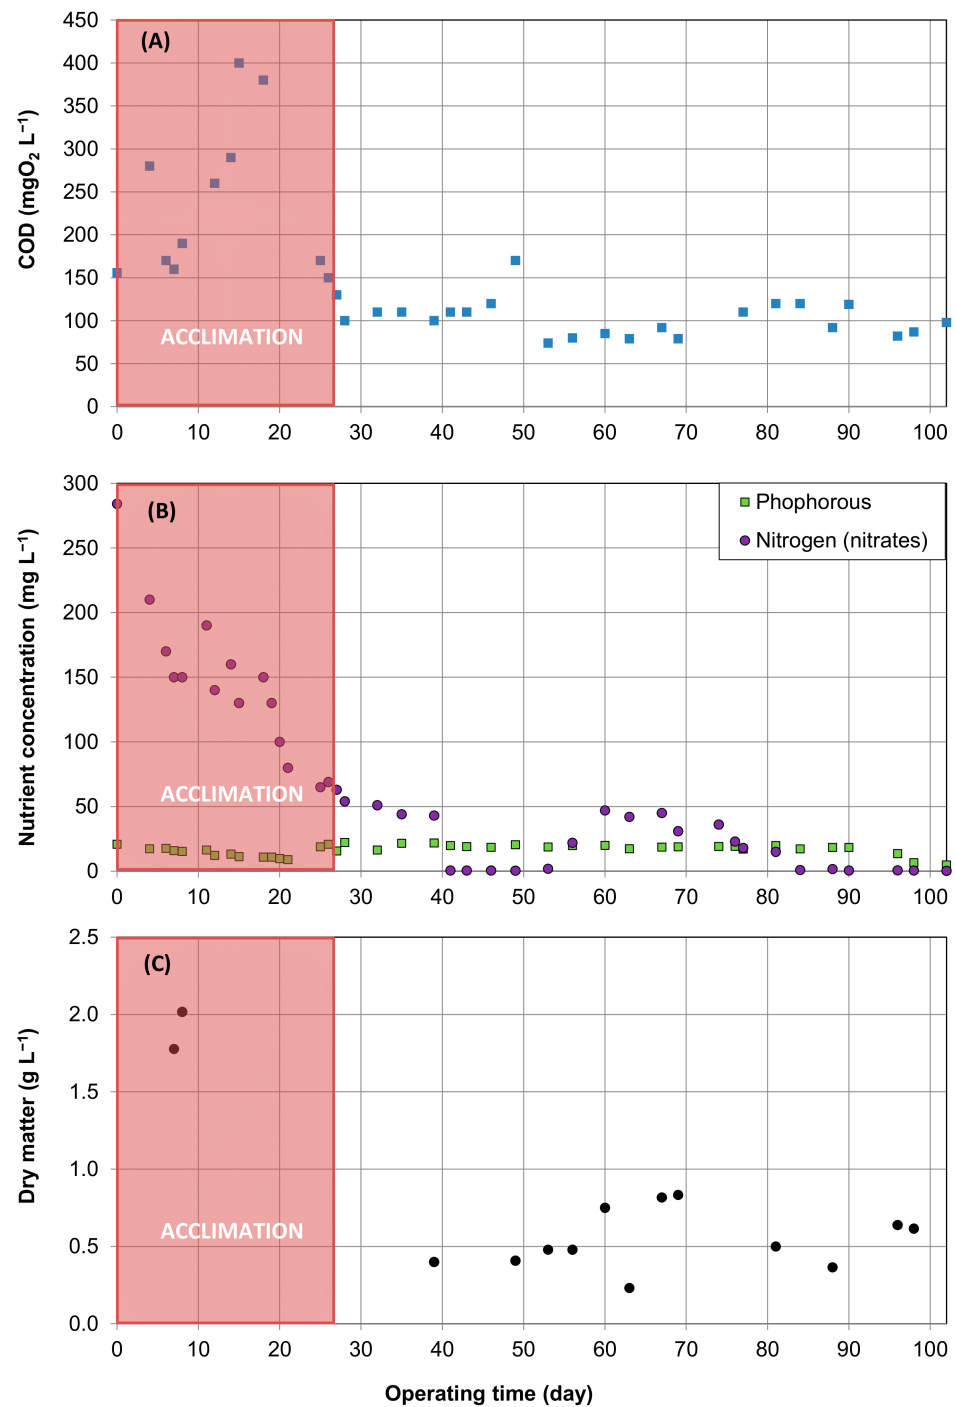 450
(A)
400
350
300
250
200
150
100
50
0
COD (mgO₂ L⁻¹)
ACCLIMATION
0 10 20 30 40 50 60 70 80 90 100
300
(B)
Phophorous
Nitrogen (nitrates)
250
200
150
100
50
0
Nutrient concentration (mg L⁻¹)
ACCLIMATION
0 10 20 30 40 50 60 70 80 90 100
2.5
(C)
2.0
1.5
1.0
0.5
0.0
Dry matter (g L⁻¹)
ACCLIMATION
0 10 20 30 40 50 60 70 80 90 100
Operating time (day)